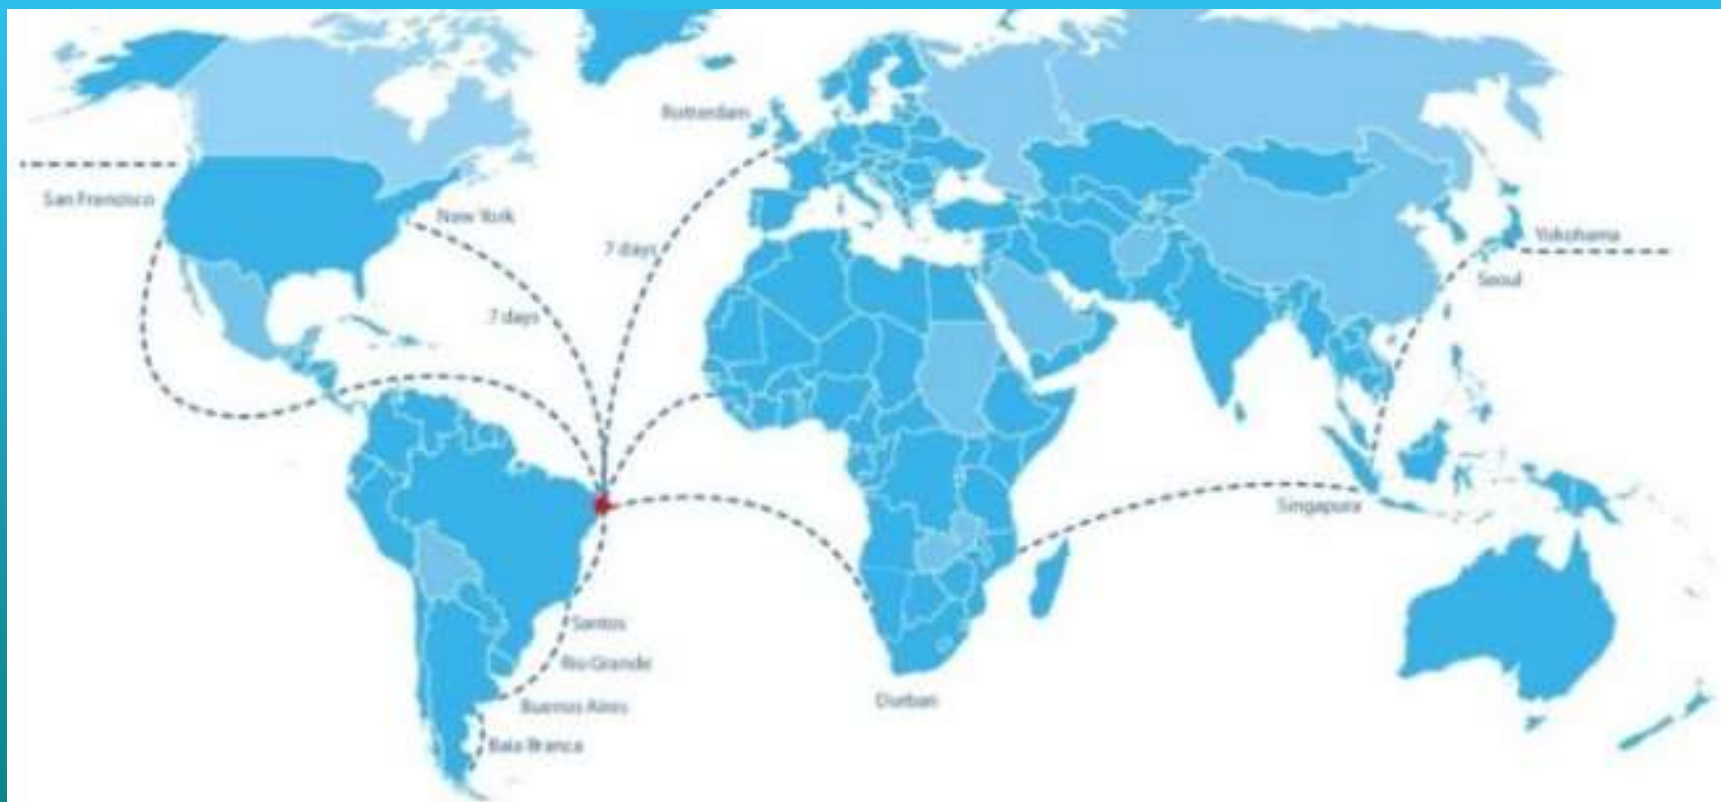 Rotterdam
San Francisco
New York
7 days
7 days
Yokohama
Seoul
Singapura
Santos
Rio Grande
Buenos Aires
Baia Branca
Durban